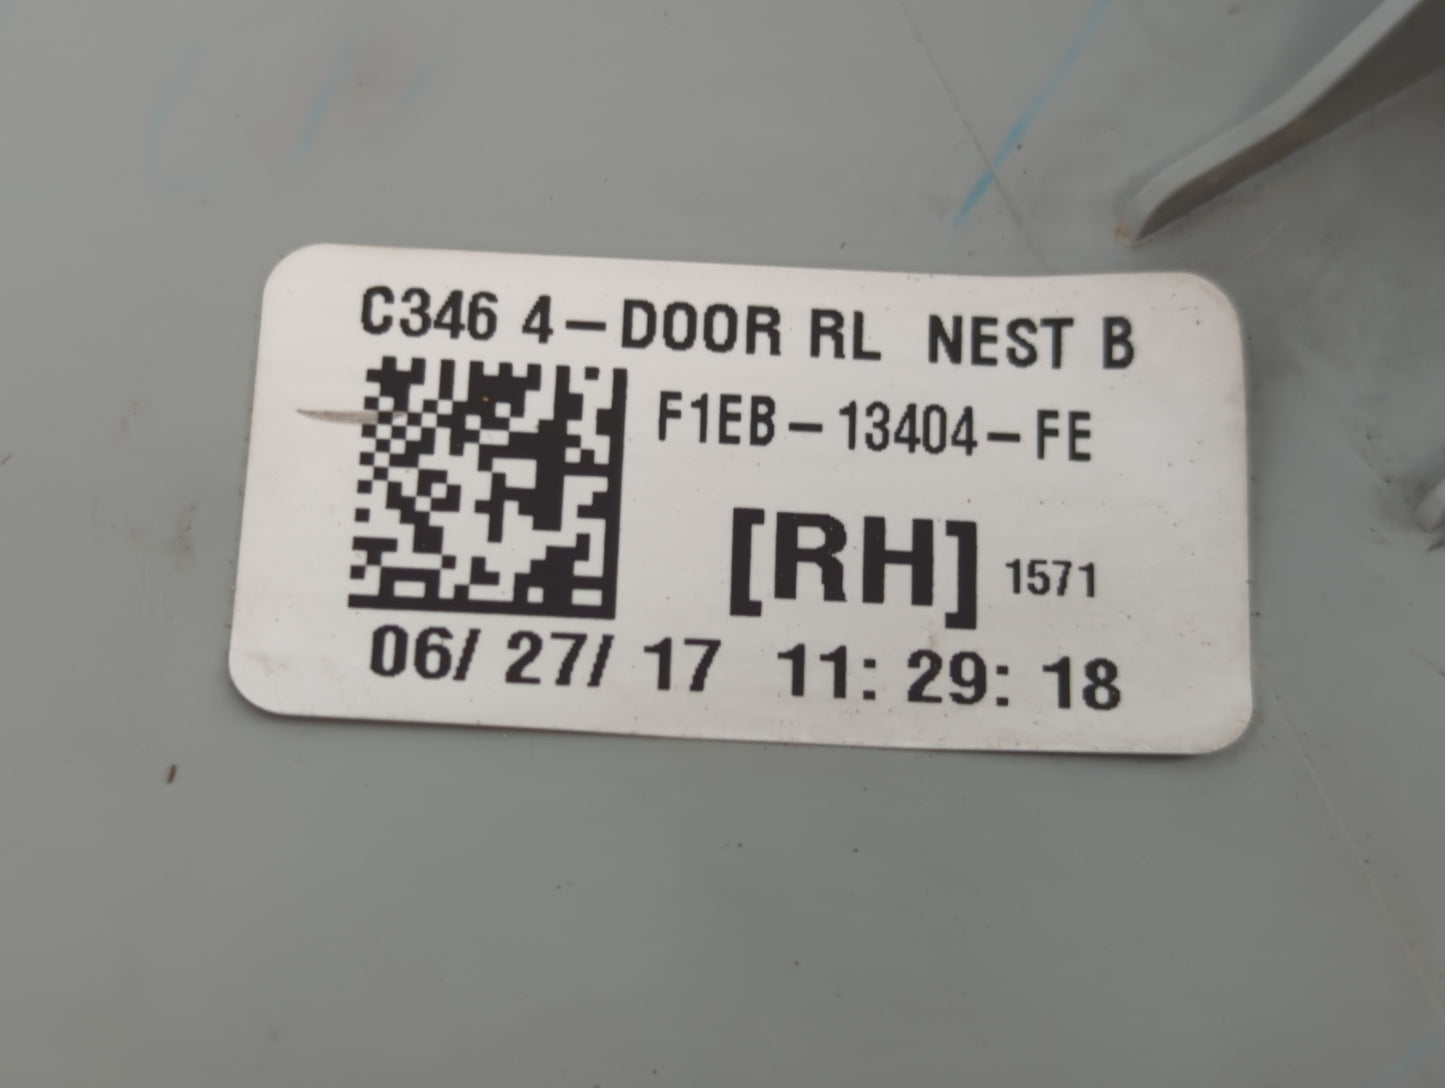 C346 4-DOOR RL NEST B
F1EB-13404-FE
[RH] 1571
06/ 27/ 17 11: 29: 18